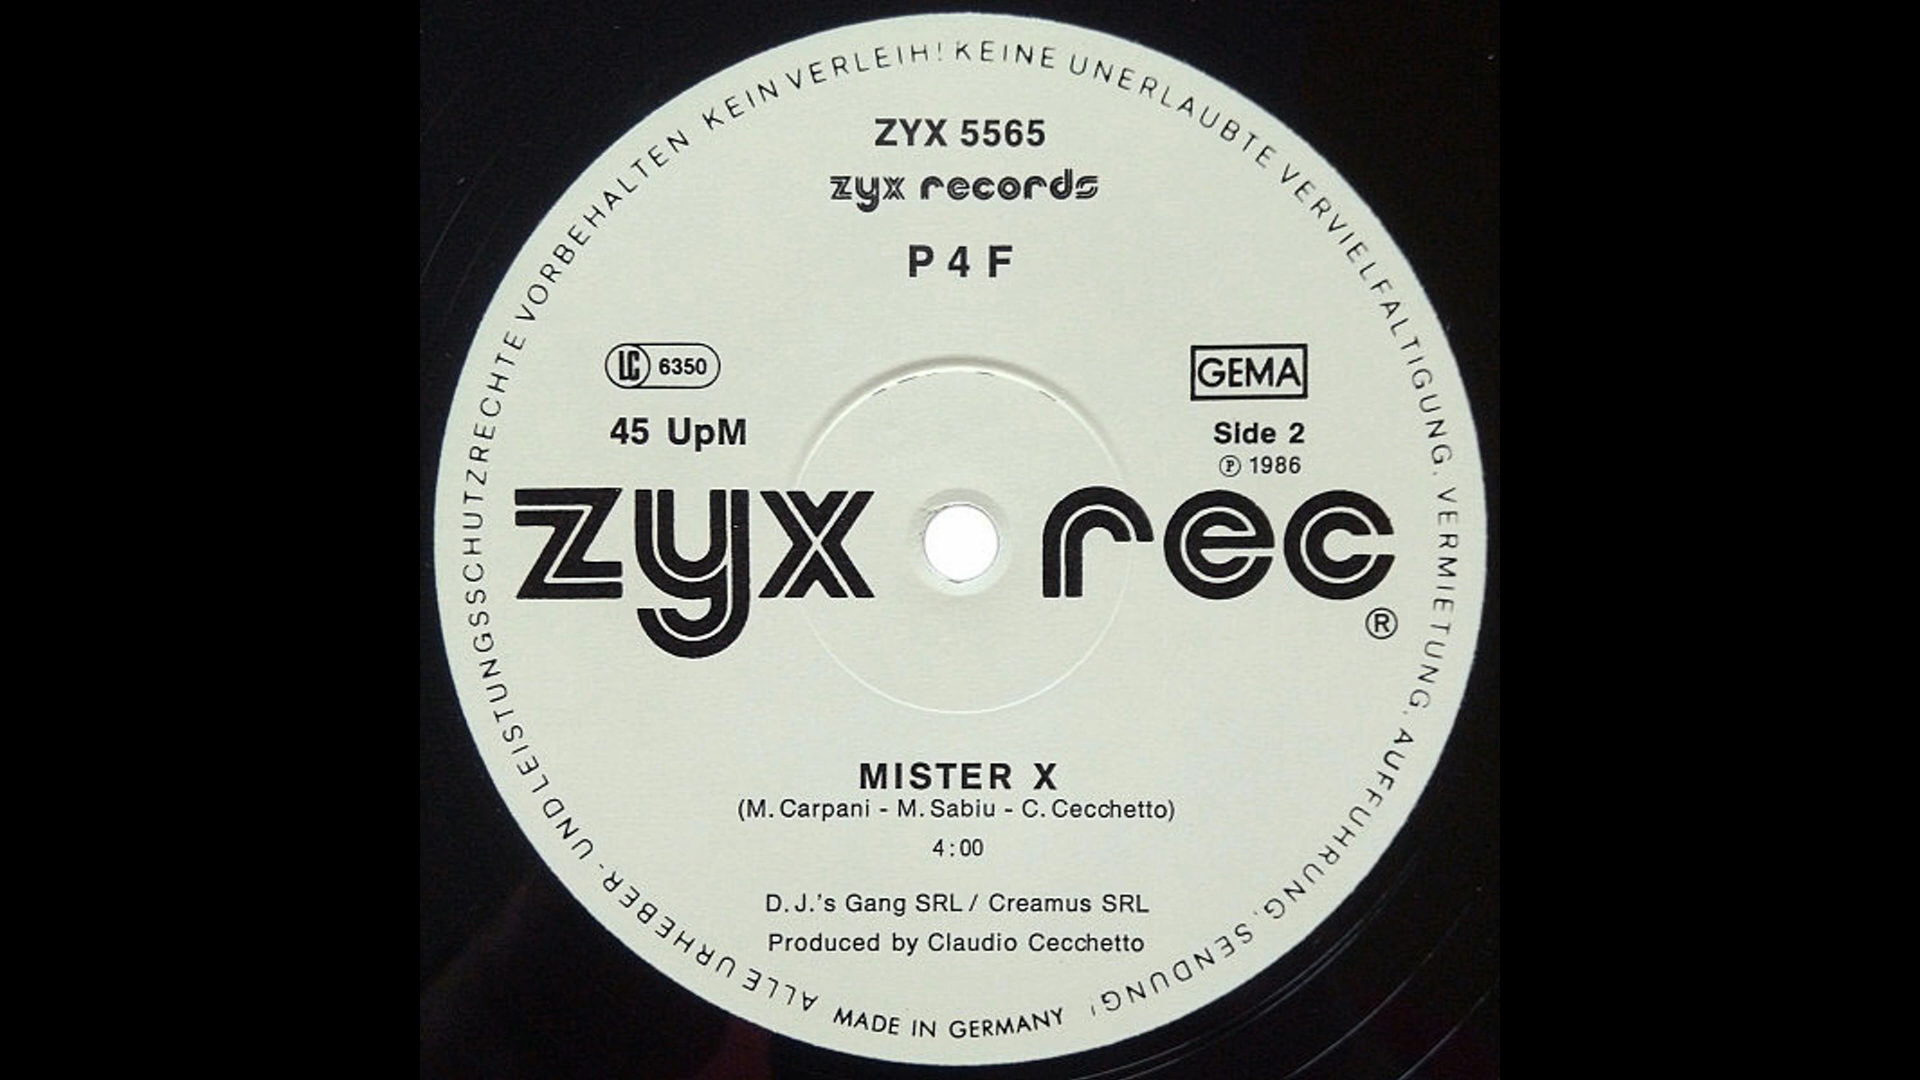 ALLE URHEBER- UND LEISTUNGSSCHUTZRECHTE VORBEHALTEN KEIN VERLEIH! KEINE UNERLAUBTE VERVIELFALTIGUNG. VERMIETUNG. AUFFUHRUNG. SENDUNG!
ZYX 5565
zyx records
P 4 F
LC 6350
GEMA
45 UpM
Side 2
Ⓟ 1986
zyx rec
®
MISTER X
(M. Carpani - M. Sabiu - C. Cecchetto)
4:00
D.J.'s Gang SRL / Creamus SRL
Produced by Claudio Cecchetto
MADE IN GERMANY